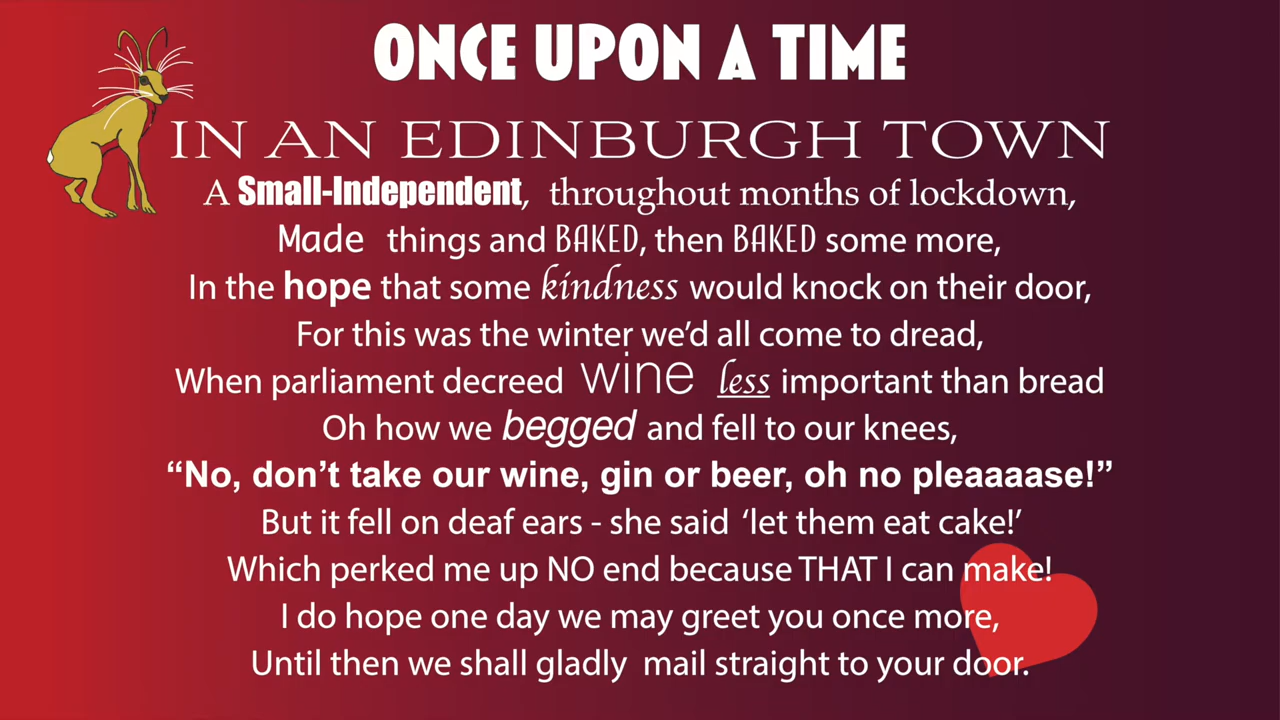 ONCE UPON A TIME
IN AN EDINBURGH TOWN
A Small-Independent, throughout months of lockdown,
Made things and BAKED, then BAKED some more,
In the hope that some kindness would knock on their door,
For this was the winter we’d all come to dread,
When parliament decreed wine less important than bread
Oh how we begged and fell to our knees,
“No, don’t take our wine, gin or beer, oh no pleaaaase!”
But it fell on deaf ears - she said ‘let them eat cake!’
Which perked me up NO end because THAT I can make!
I do hope one day we may greet you once more,
Until then we shall gladly mail straight to your door.